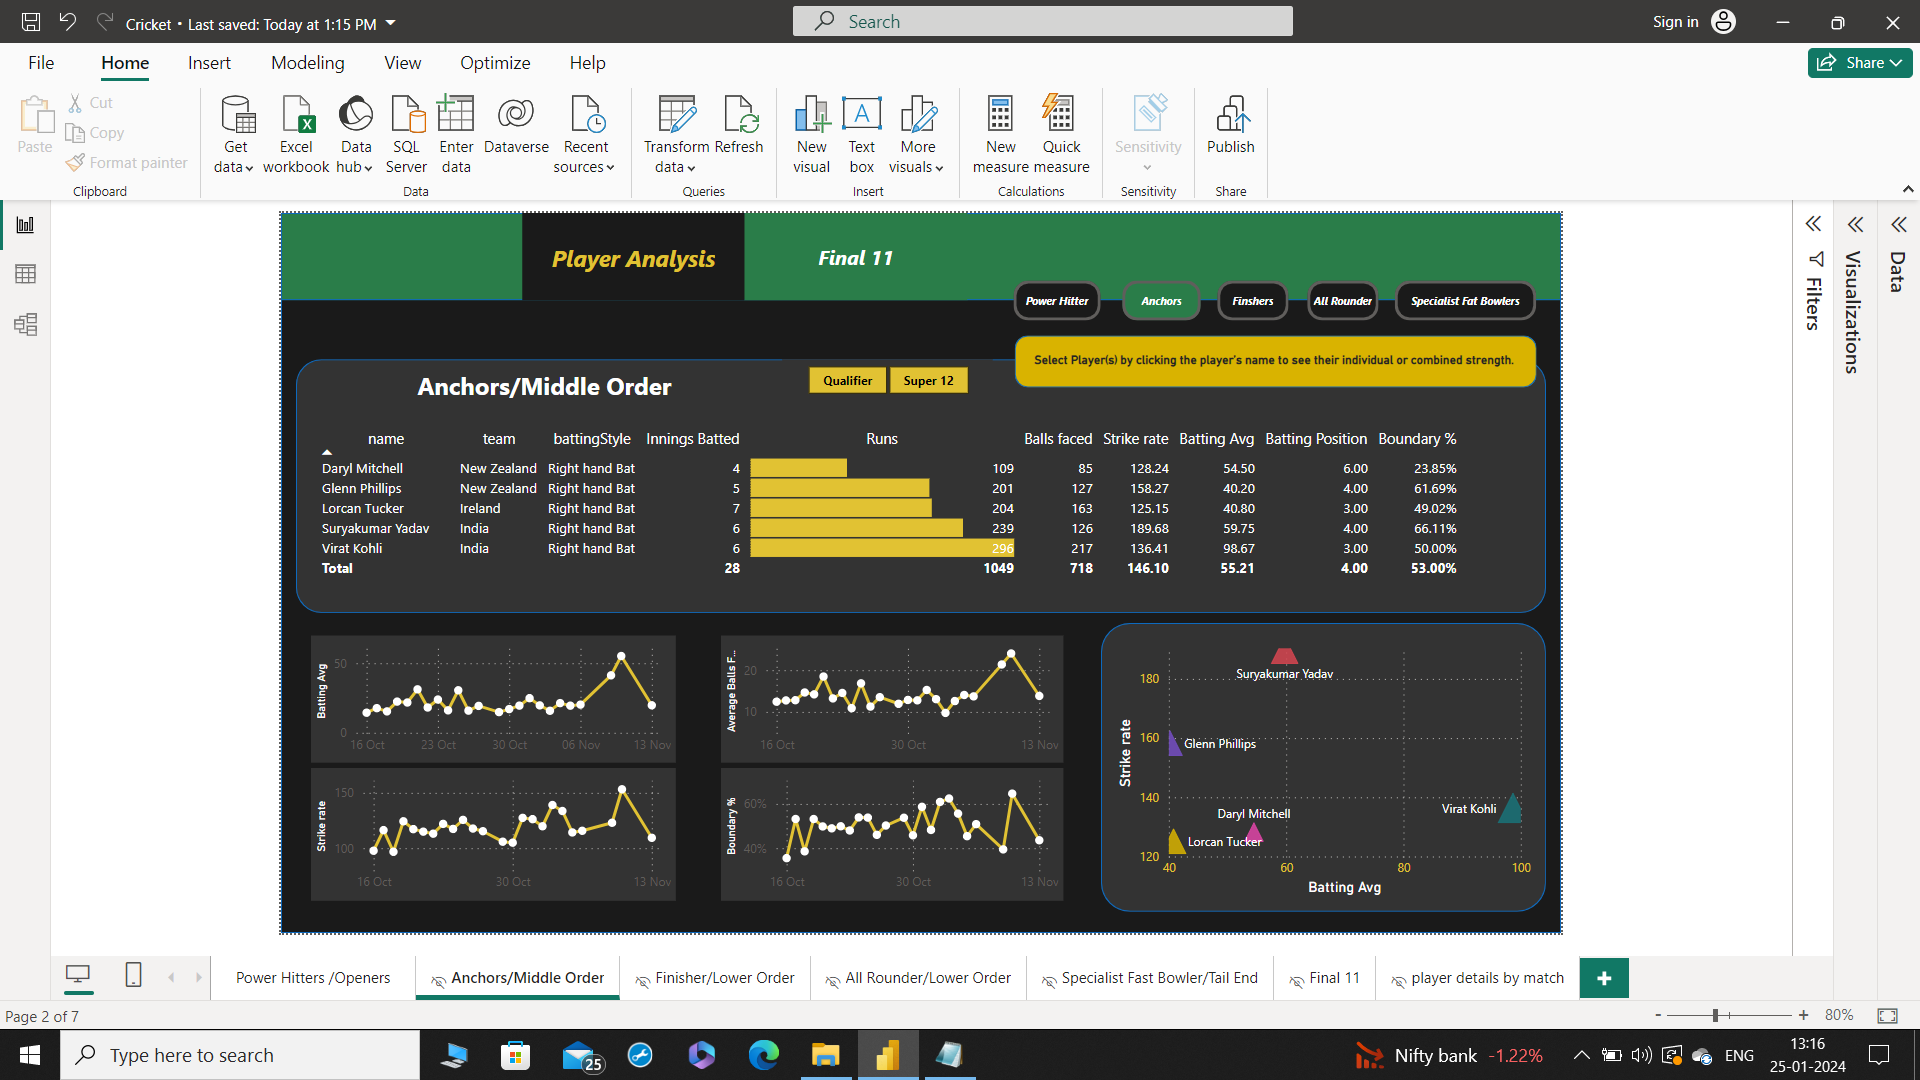 Cricket • Last saved: Today at 1:15 PM
Search
Sign in
File Home Insert Modeling View Optimize Help
Share
Paste
Cut
Copy
Format painter
Clipboard
Get data
Excel workbook
Data hub
SQL Server
Enter data
Dataverse
Recent sources
Data
Transform data
Refresh
Queries
New visual
Text box
More visuals
Insert
New measure
Quick measure
Calculations
Sensitivity
Sensitivity
Publish
Share
Player Analysis
Final 11
Power Hitter
Anchors
Finshers
All Rounder
Specialist Fat Bowlers
Select Player(s) by clicking the player's name to see their individual or combined strength.
Anchors/Middle Order
Qualifier
Super 12
name team battingStyle Innings Batted Runs Balls faced Strike rate Batting Avg Batting Position Boundary %
Daryl Mitchell New Zealand Right hand Bat 4 109 85 128.24 54.50 6.00 23.85%
Glenn Phillips New Zealand Right hand Bat 5 201 127 158.27 40.20 4.00 61.69%
Lorcan Tucker Ireland Right hand Bat 7 204 163 125.15 40.80 3.00 49.02%
Suryakumar Yadav India Right hand Bat 6 239 126 189.68 59.75 4.00 66.11%
Virat Kohli India Right hand Bat 6 296 217 136.41 98.67 3.00 50.00%
Total 28 1049 718 146.10 55.21 4.00 53.00%
Batting Avg
50
0
16 Oct 23 Oct 30 Oct 06 Nov 13 Nov
Average Balls F...
20
10
16 Oct 30 Oct 13 Nov
Strike rate
150
100
16 Oct 30 Oct 13 Nov
Boundary %
60%
40%
16 Oct 30 Oct 13 Nov
Strike rate
180
160
140
120
Suryakumar Yadav
Glenn Phillips
Virat Kohli
Daryl Mitchell
Lorcan Tucker
40 60 80 100
Batting Avg
Filters
Visualizations
Data
Power Hitters /Openers
Anchors/Middle Order
Finisher/Lower Order
All Rounder/Lower Order
Specialist Fast Bowler/Tail End
Final 11
player details by match
+
Page 2 of 7
- + 80%
Type here to search
25
Nifty bank -1.22%
ENG
13:16
25-01-2024